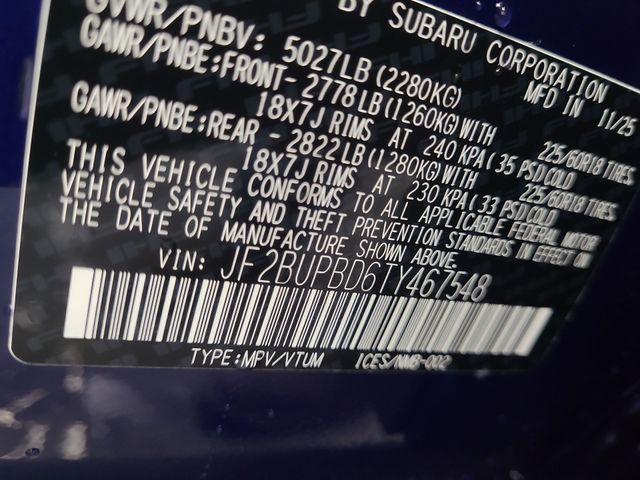 BY SUBARU CORPORATION
MFD IN 11/25
GVWR/PNBV: 5027LB(2280KG)
GAWR/PNBE:FRONT- 2778LB(1260KG)WITH 225/60R18 TIRES
18X7J RIMS AT 240 KPA(35 PSI)COLD
GAWR/PNBE:REAR - 2822LB(1280KG)WITH 225/60R18 TIRES
18X7J RIMS AT 230 KPA(33 PSI)COLD
THIS VEHICLE CONFORMS TO ALL APPLICABLE FEDERAL MOTOR
VEHICLE SAFETY AND THEFT PREVENTION STANDARDS IN EFFECT ON
THE DATE OF MANUFACTURE SHOWN ABOVE.
VIN: JF2BUPBD6TY467548
TYPE:MPV/VTUM ICES/NMB-002